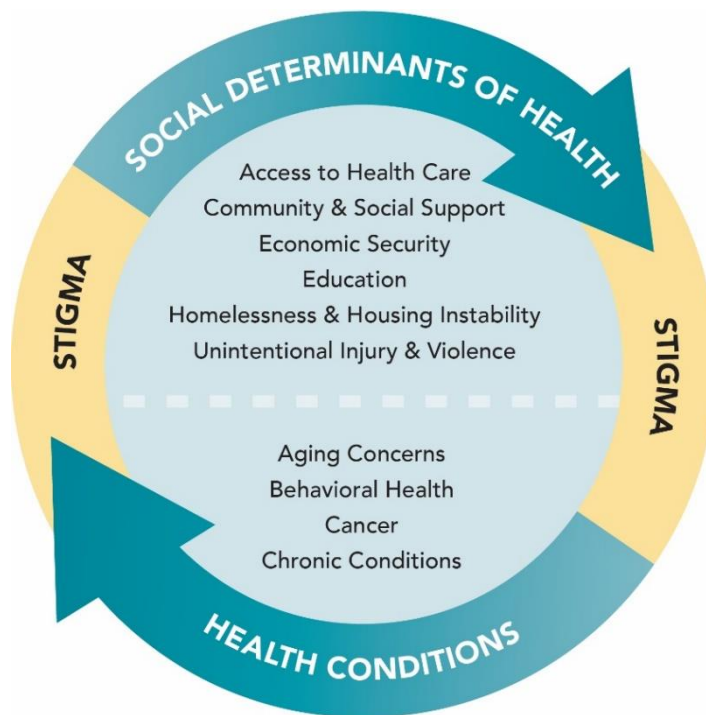 SOCIAL DETERMINANTS OF HEALTH
Access to Health Care
Community & Social Support
Economic Security
Education
Homelessness & Housing Instability
Unintentional Injury & Violence
STIGMA
STIGMA
Aging Concerns
Behavioral Health
Cancer
Chronic Conditions
HEALTH CONDITIONS